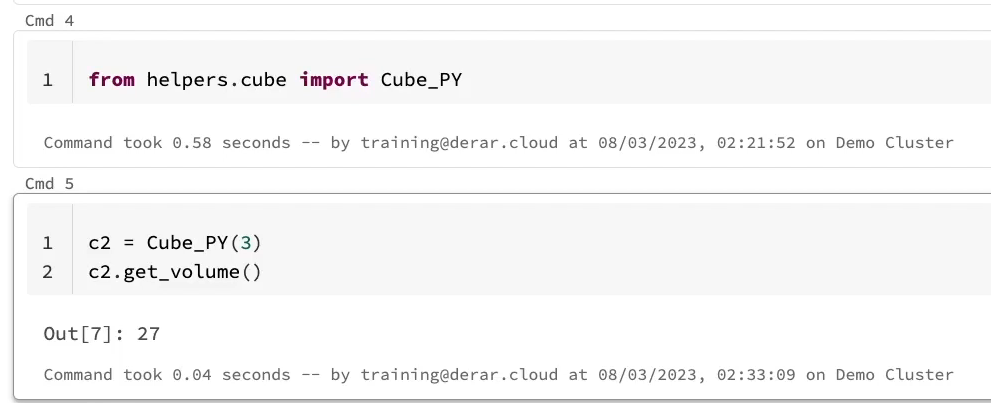 Cmd 4
1 from helpers.cube import Cube_PY
Command took 0.58 seconds -- by training@derar.cloud at 08/03/2023, 02:21:52 on Demo Cluster
Cmd 5
1 c2 = Cube_PY(3)
2 c2.get_volume()
Out[7]: 27
Command took 0.04 seconds -- by training@derar.cloud at 08/03/2023, 02:33:09 on Demo Cluster